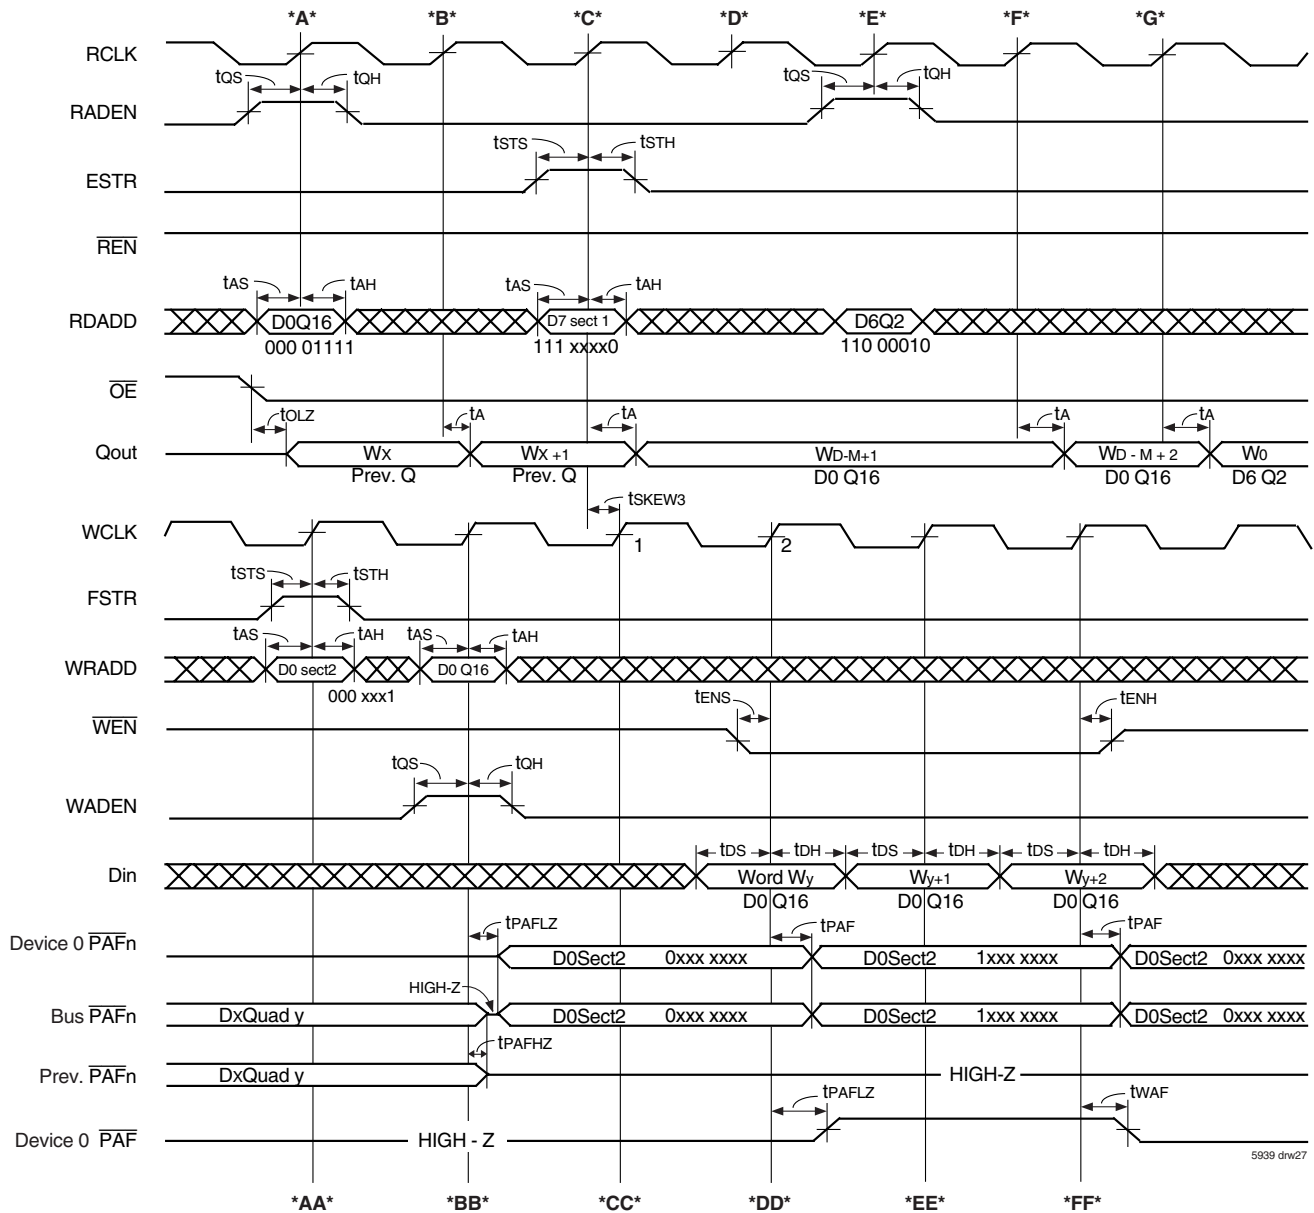 *A* *B* *C* *D* *E* *F* *G*
RCLK
tQS tQH tQS tQH
RADEN
tSTS tSTH
ESTR
REN
tAS tAH tAS tAH
RDADD D0Q16 D7 sect 1 D6Q2
000 01111 111 xxxx0 110 00010
OE
tOLZ tA tA tA tA
Qout WX WX +1 WD-M+1 WD - M + 2 W0
Prev. Q Prev. Q D0 Q16 D0 Q16 D6 Q2
tSKEW3
WCLK 1 2
tSTS tSTH
FSTR
tAS tAH tAS tAH
WRADD D0 sect2 D0 Q16
000 xxx1
tENS tENH
WEN
tQS tQH
WADEN
tDS tDH tDS tDH tDS tDH
Din Word Wy Wy+1 Wy+2
D0 Q16 D0 Q16 D0 Q16
tPAFLZ tPAF tPAF
Device 0 PAFn D0Sect2 0xxx xxxx D0Sect2 1xxx xxxx D0Sect2 0xxx xxxx
HIGH-Z
Bus PAFn DxQuad y D0Sect2 0xxx xxxx D0Sect2 1xxx xxxx D0Sect2 0xxx xxxx
tPAFHZ
Prev. PAFn DxQuad y HIGH-Z
tPAFLZ tWAF
Device 0 PAF HIGH - Z
5939 drw27
*AA* *BB* *CC* *DD* *EE* *FF*